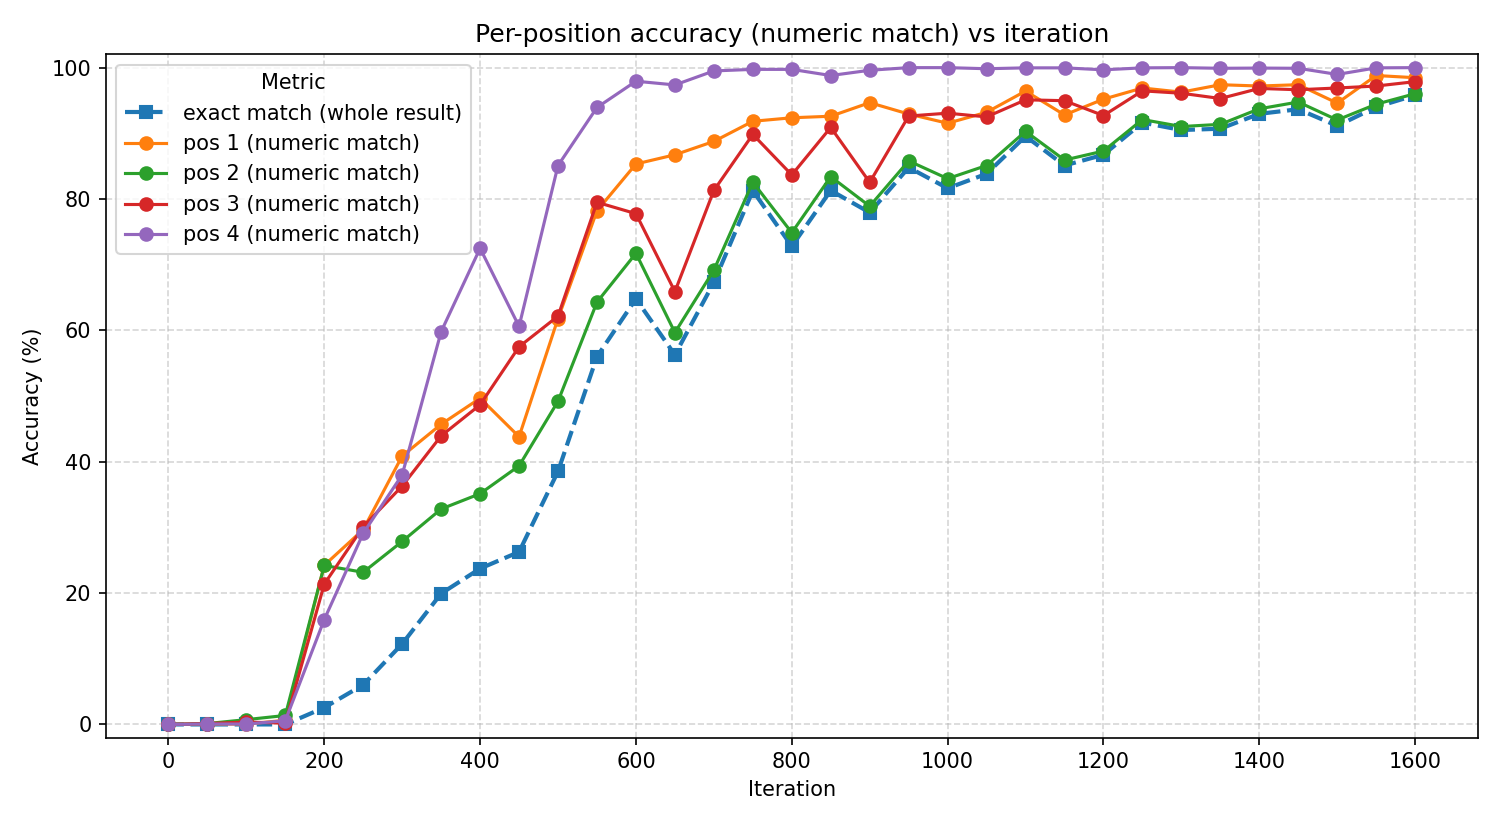 Per-position accuracy (numeric match) vs iteration
Metric
exact match (whole result)
pos 1 (numeric match)
pos 2 (numeric match)
pos 3 (numeric match)
pos 4 (numeric match)
Accuracy (%)
100
80
60
40
20
0
0 200 400 600 800 1000 1200 1400 1600
Iteration